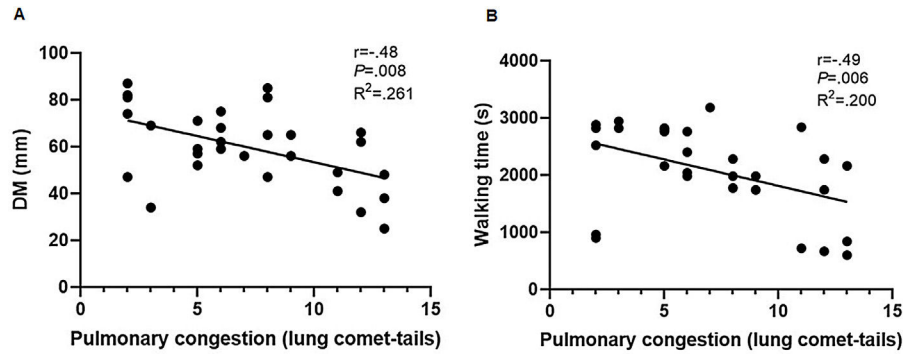 A
r=-.48
P=.008
R²=.261
100
80
60
40
20
0
DM (mm)
0 5 10 15
Pulmonary congestion (lung comet-tails)
B
r=-.49
P=.006
R²=.200
4000
3000
2000
1000
0
Walking time (s)
0 5 10 15
Pulmonary congestion (lung comet-tails)